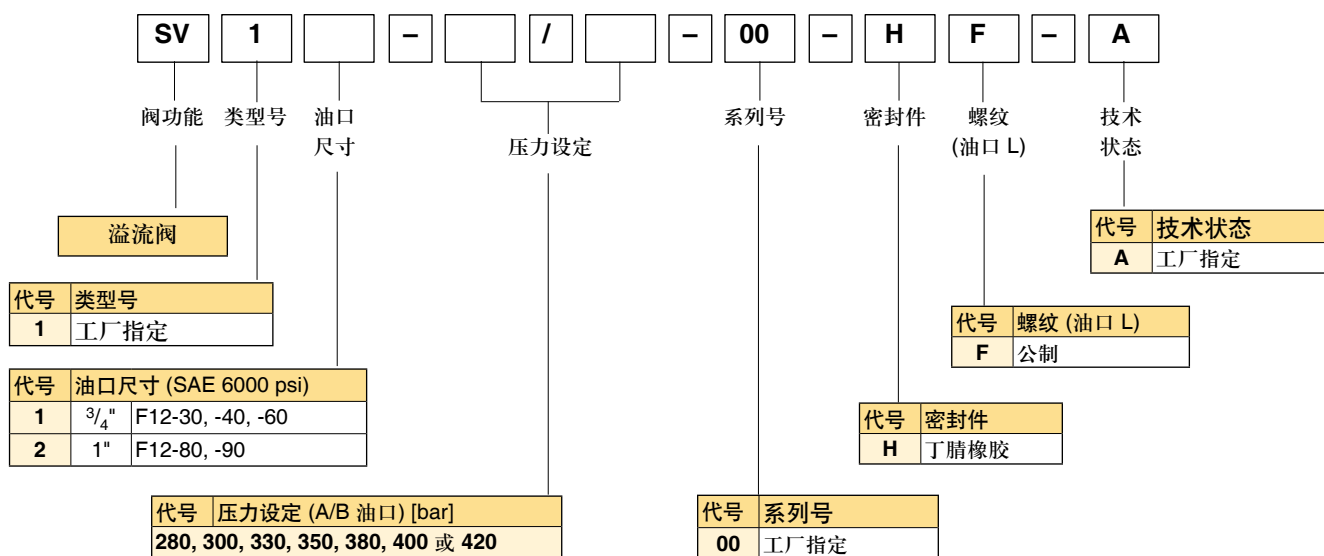 SV 1 – / – 00 – H F – A
阀功能 类型号 油口 系列号 密封件 螺纹 技术
尺寸 压力设定 (油口 L) 状态
溢流阀
代号 技术状态
A 工厂指定
代号 类型号
1 工厂指定
代号 螺纹 (油口 L)
F 公制
代号 油口尺寸 (SAE 6000 psi)
1 3/4" F12-30, -40, -60
2 1" F12-80, -90
代号 密封件
H 丁腈橡胶
代号 压力设定 (A/B 油口) [bar]
280, 300, 330, 350, 380, 400 或 420
代号 系列号
00 工厂指定